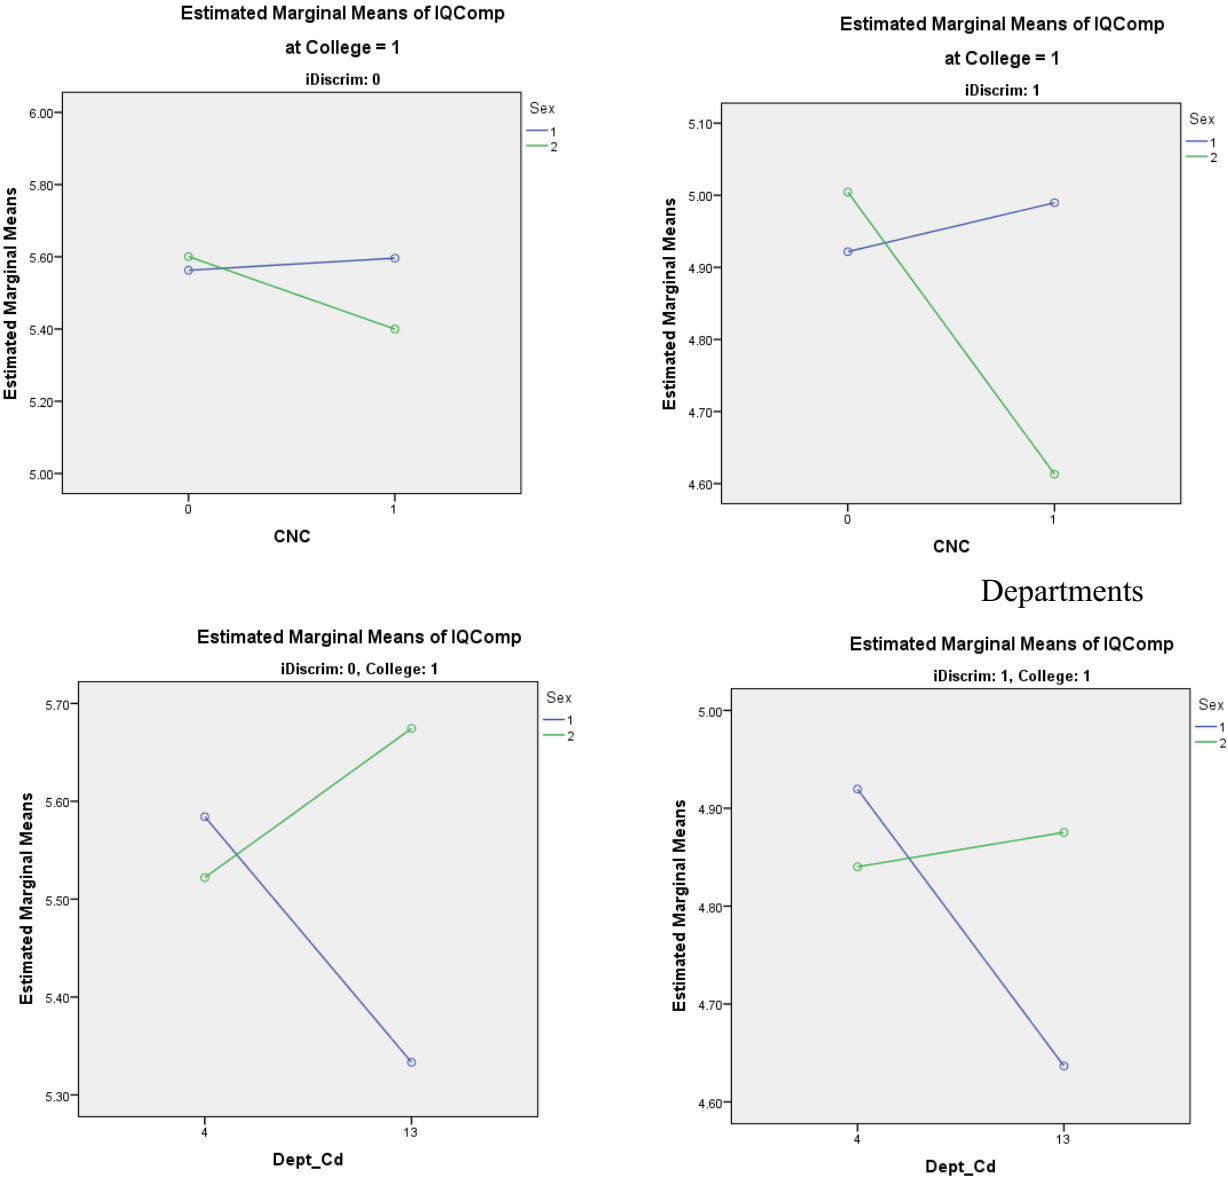 Estimated Marginal Means of IQComp
at College = 1
iDiscrim: 0
Sex
1
2
6.00
5.80
5.60
5.40
5.20
5.00
Estimated Marginal Means
0 1
CNC
Estimated Marginal Means of IQComp
at College = 1
iDiscrim: 1
Sex
1
2
5.10
5.00
4.90
4.80
4.70
4.60
Estimated Marginal Means
0 1
CNC
Departments
Estimated Marginal Means of IQComp
iDiscrim: 0, College: 1
Sex
1
2
5.70
5.60
5.50
5.40
5.30
Estimated Marginal Means
4 13
Dept_Cd
Estimated Marginal Means of IQComp
iDiscrim: 1, College: 1
Sex
1
2
5.00
4.90
4.80
4.70
4.60
Estimated Marginal Means
4 13
Dept_Cd